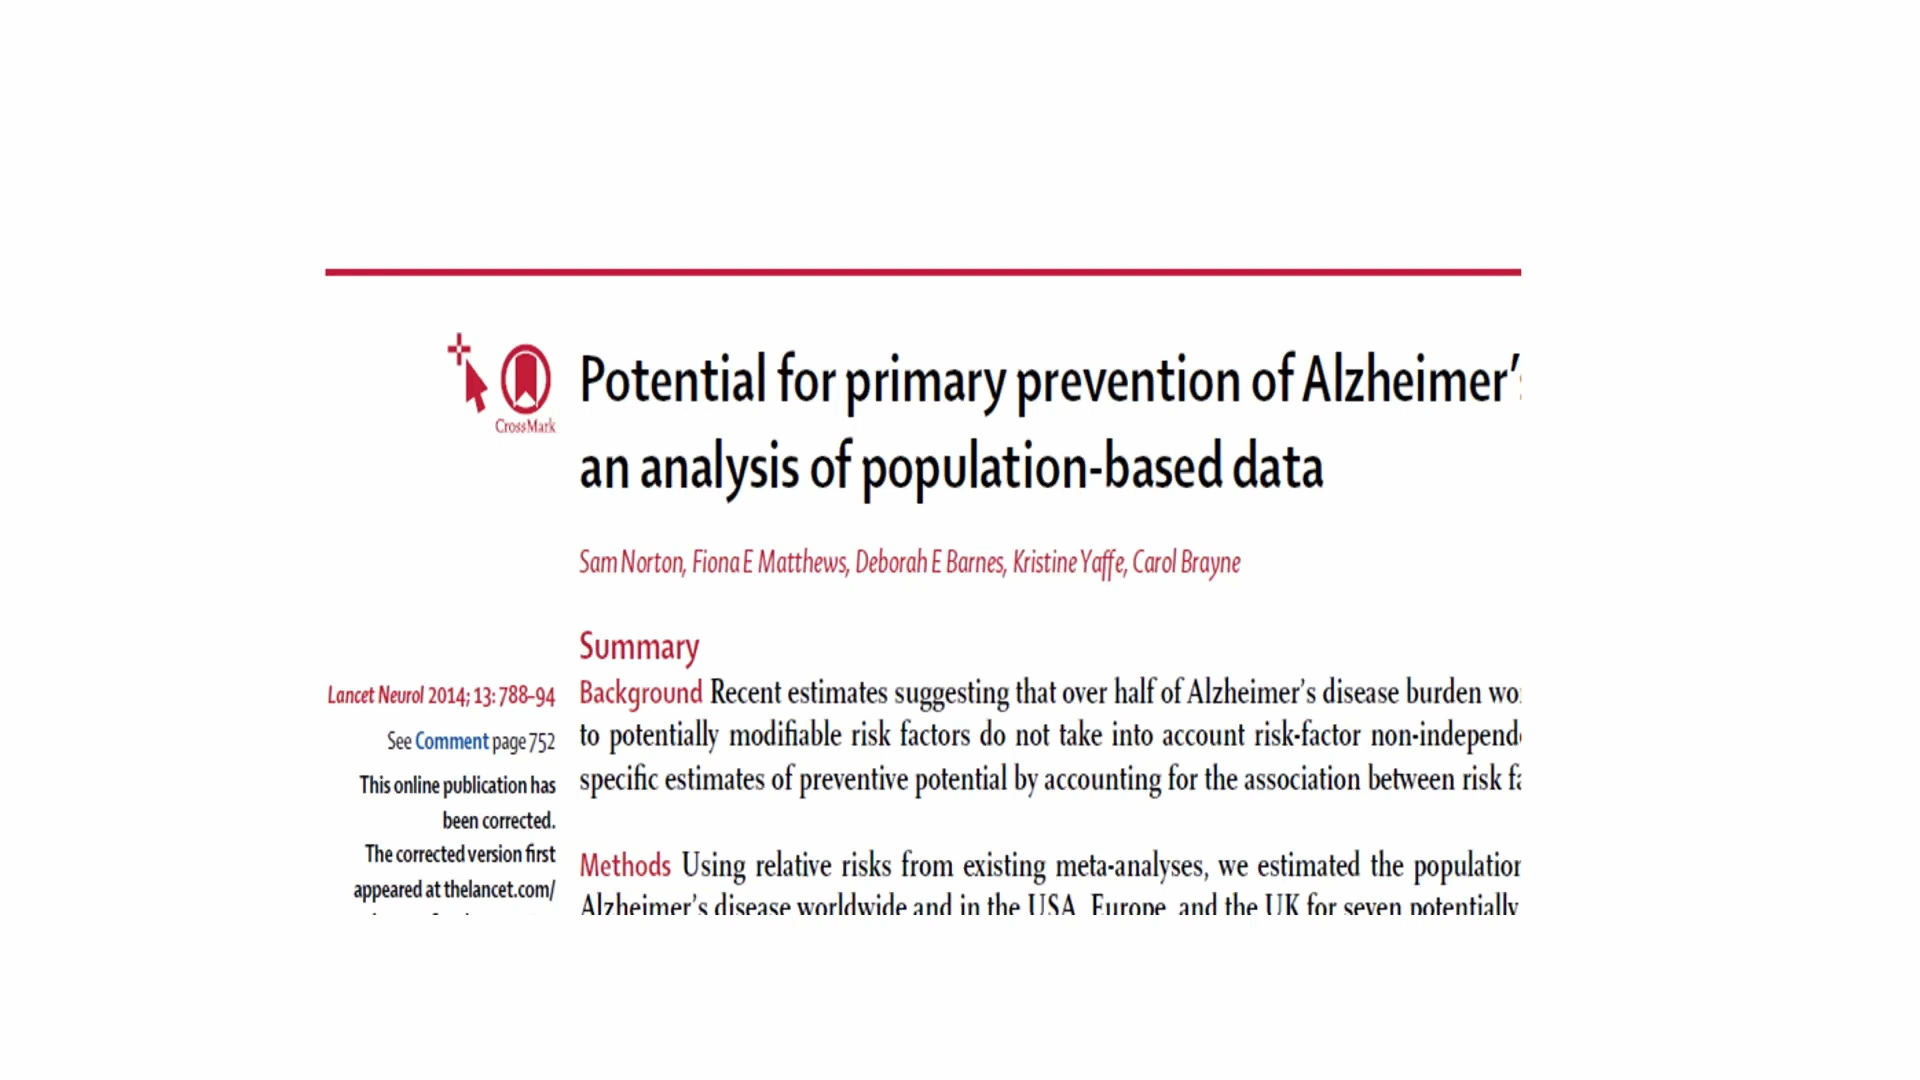 CrossMark
Potential for primary prevention of Alzheimer's
an analysis of population-based data
Sam Norton, Fiona E Matthews, Deborah E Barnes, Kristine Yaffe, Carol Brayne
Summary
Background Recent estimates suggesting that over half of Alzheimer's disease burden
to potentially modifiable risk factors do not take into account risk-factor
specific estimates of preventive potential by accounting for the association between risk
Methods Using relative risks from existing meta-analyses, we estimated the population
Alzheimer's disease worldwide and in the USA, Europe, and the UK for seven potentially
Lancet Neurol 2014; 13: 788–94
See Comment page 752
This online publication has
been corrected.
The corrected version first
appeared at thelancet.com/